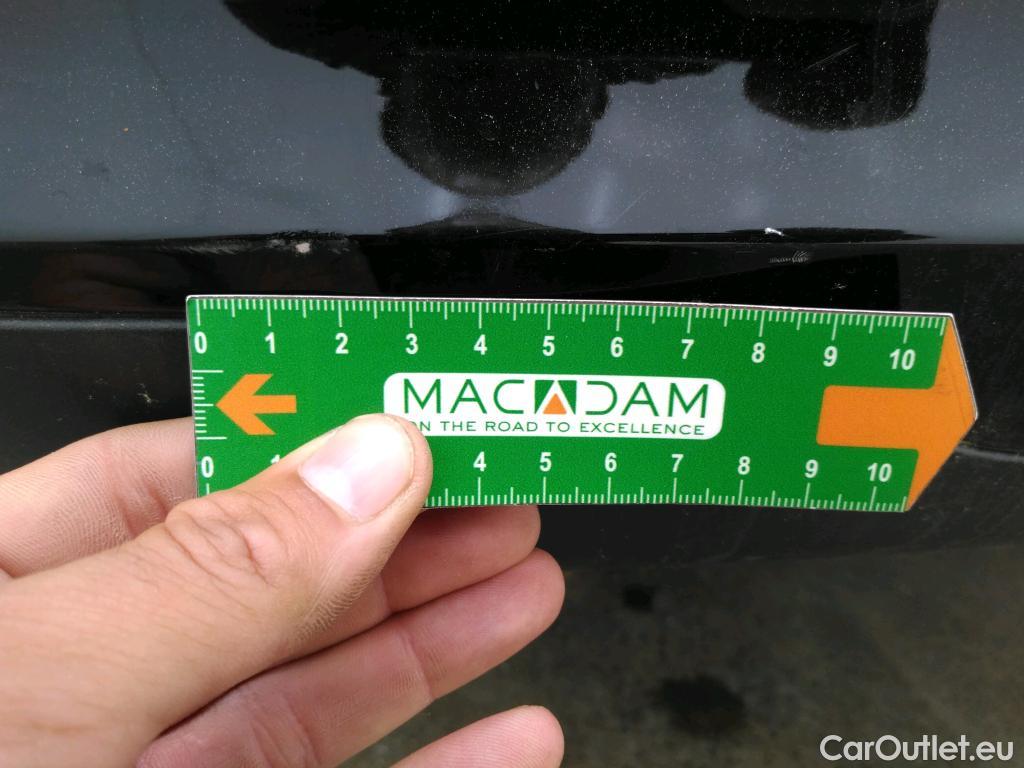 0 1 2 3 4 5 6 7 8 9 10
MACADAM
ON THE ROAD TO EXCELLENCE
0 1 4 5 6 7 8 9 10
CarOutlet.eu